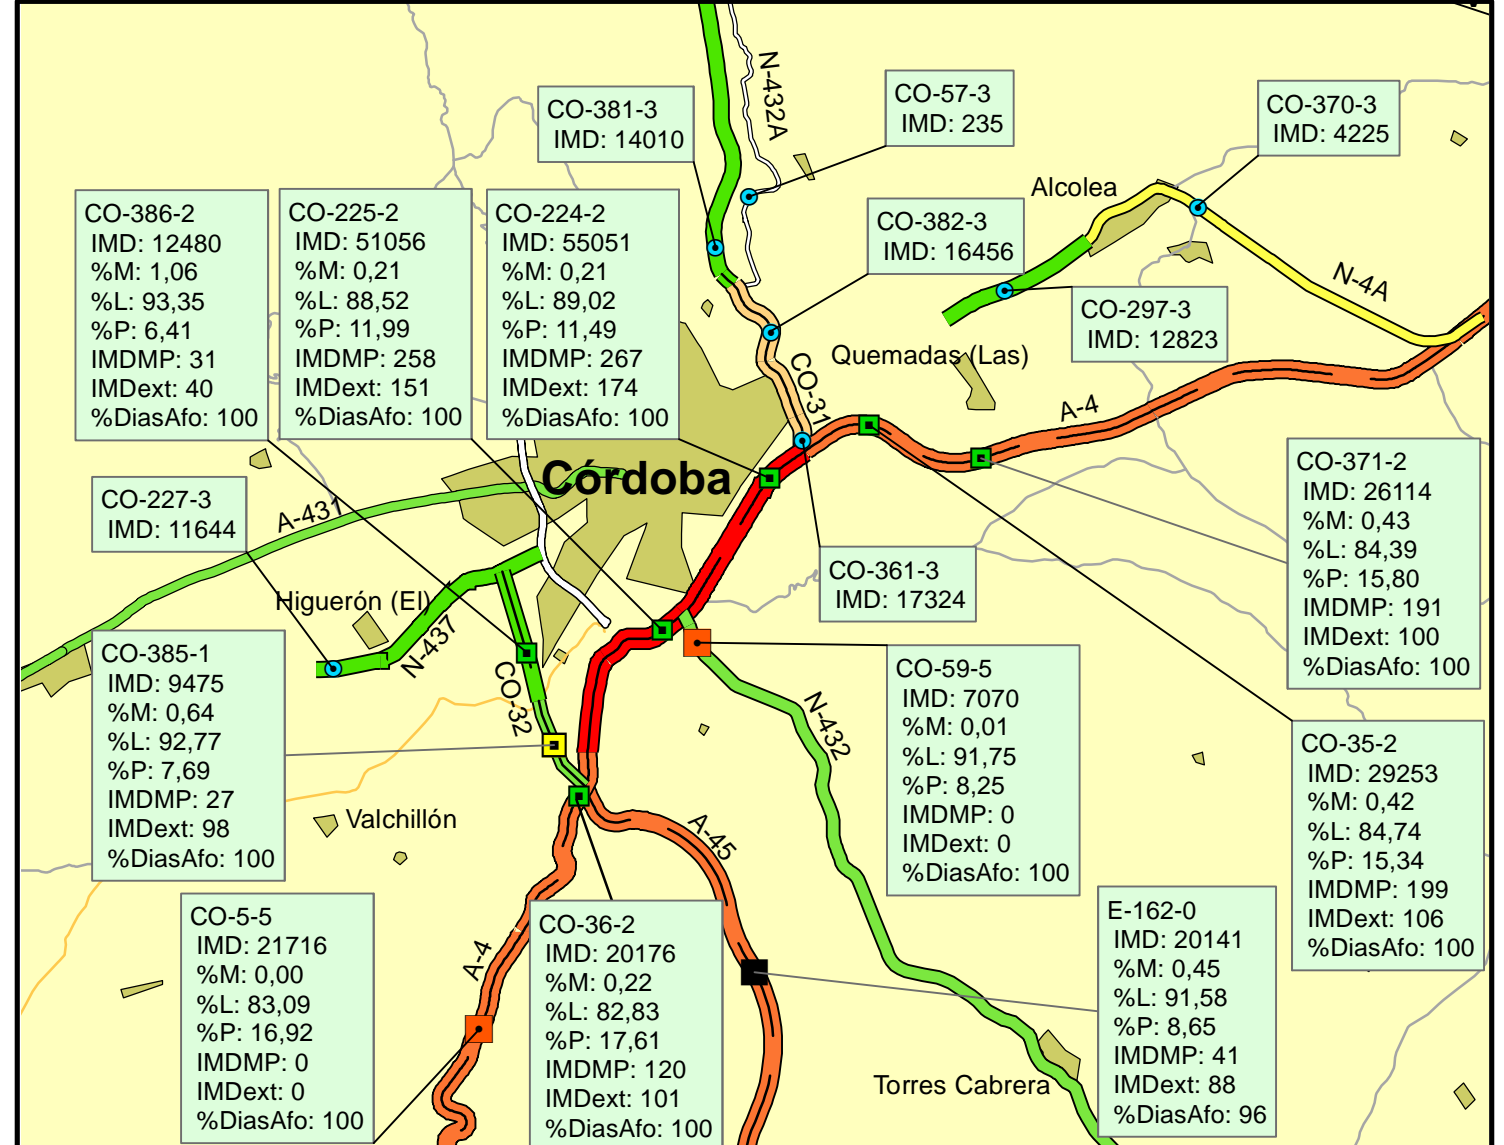 N-432A
CO-57-3
IMD: 235
CO-370-3
IMD: 4225
CO-381-3
IMD: 14010
Alcolea
CO-386-2
IMD: 12480
%M: 1,06
%L: 93,35
%P: 6,41
IMDMP: 31
IMDext: 40
%DiasAfo: 100
CO-225-2
IMD: 51056
%M: 0,21
%L: 88,52
%P: 11,99
IMDMP: 258
IMDext: 151
%DiasAfo: 100
CO-224-2
IMD: 55051
%M: 0,21
%L: 89,02
%P: 11,49
IMDMP: 267
IMDext: 174
%DiasAfo: 100
CO-382-3
IMD: 16456
N-4A
CO-297-3
IMD: 12823
Quemadas (Las)
CO-31
A-4
Córdoba
CO-371-2
IMD: 26114
%M: 0,43
%L: 84,39
%P: 15,80
IMDMP: 191
IMDext: 100
%DiasAfo: 100
CO-227-3
IMD: 11644
A-431
CO-361-3
IMD: 17324
Higuerón (El)
N-437
CO-385-1
IMD: 9475
%M: 0,64
%L: 92,77
%P: 7,69
IMDMP: 27
IMDext: 98
%DiasAfo: 100
CO-32
CO-59-5
IMD: 7070
%M: 0,01
%L: 91,75
%P: 8,25
IMDMP: 0
IMDext: 0
%DiasAfo: 100
N-432
CO-35-2
IMD: 29253
%M: 0,42
%L: 84,74
%P: 15,34
IMDMP: 199
IMDext: 106
%DiasAfo: 100
Valchillón
A-45
CO-5-5
IMD: 21716
%M: 0,00
%L: 83,09
%P: 16,92
IMDMP: 0
IMDext: 0
%DiasAfo: 100
A-4
CO-36-2
IMD: 20176
%M: 0,22
%L: 82,83
%P: 17,61
IMDMP: 120
IMDext: 101
%DiasAfo: 100
E-162-0
IMD: 20141
%M: 0,45
%L: 91,58
%P: 8,65
IMDMP: 41
IMDext: 88
%DiasAfo: 96
Torres Cabrera